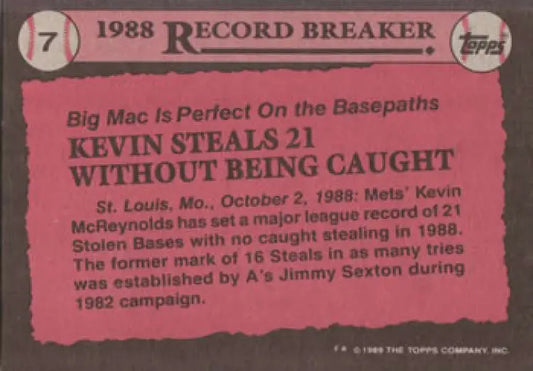 7
1988 RECORD BREAKER
topps
Big Mac Is Perfect On the Basepaths
KEVIN STEALS 21
WITHOUT BEING CAUGHT
St. Louis, Mo., October 2, 1988: Mets' Kevin
McReynolds has set a major league record of 21
Stolen Bases with no caught stealing in 1988.
The former mark of 16 Steals in as many tries
was established by A's Jimmy Sexton during
1982 campaign.
© 1989 THE TOPPS COMPANY, INC.